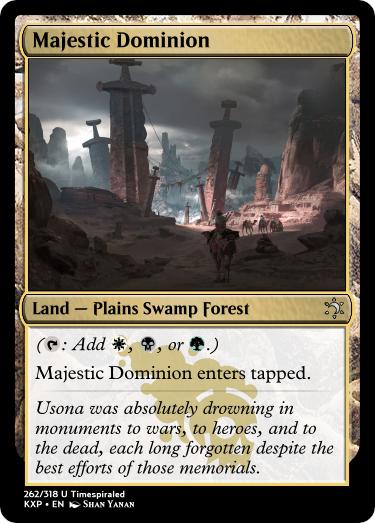 Majestic Dominion
Land — Plains Swamp Forest
(T: Add W, B, or G.)
Majestic Dominion enters tapped.
Usona was absolutely drowning in
monuments to wars, to heroes, and to
the dead, each long forgotten despite the
best efforts of those memorials.
262/318 U Timespiraled
KXP • EN Shan Yanan